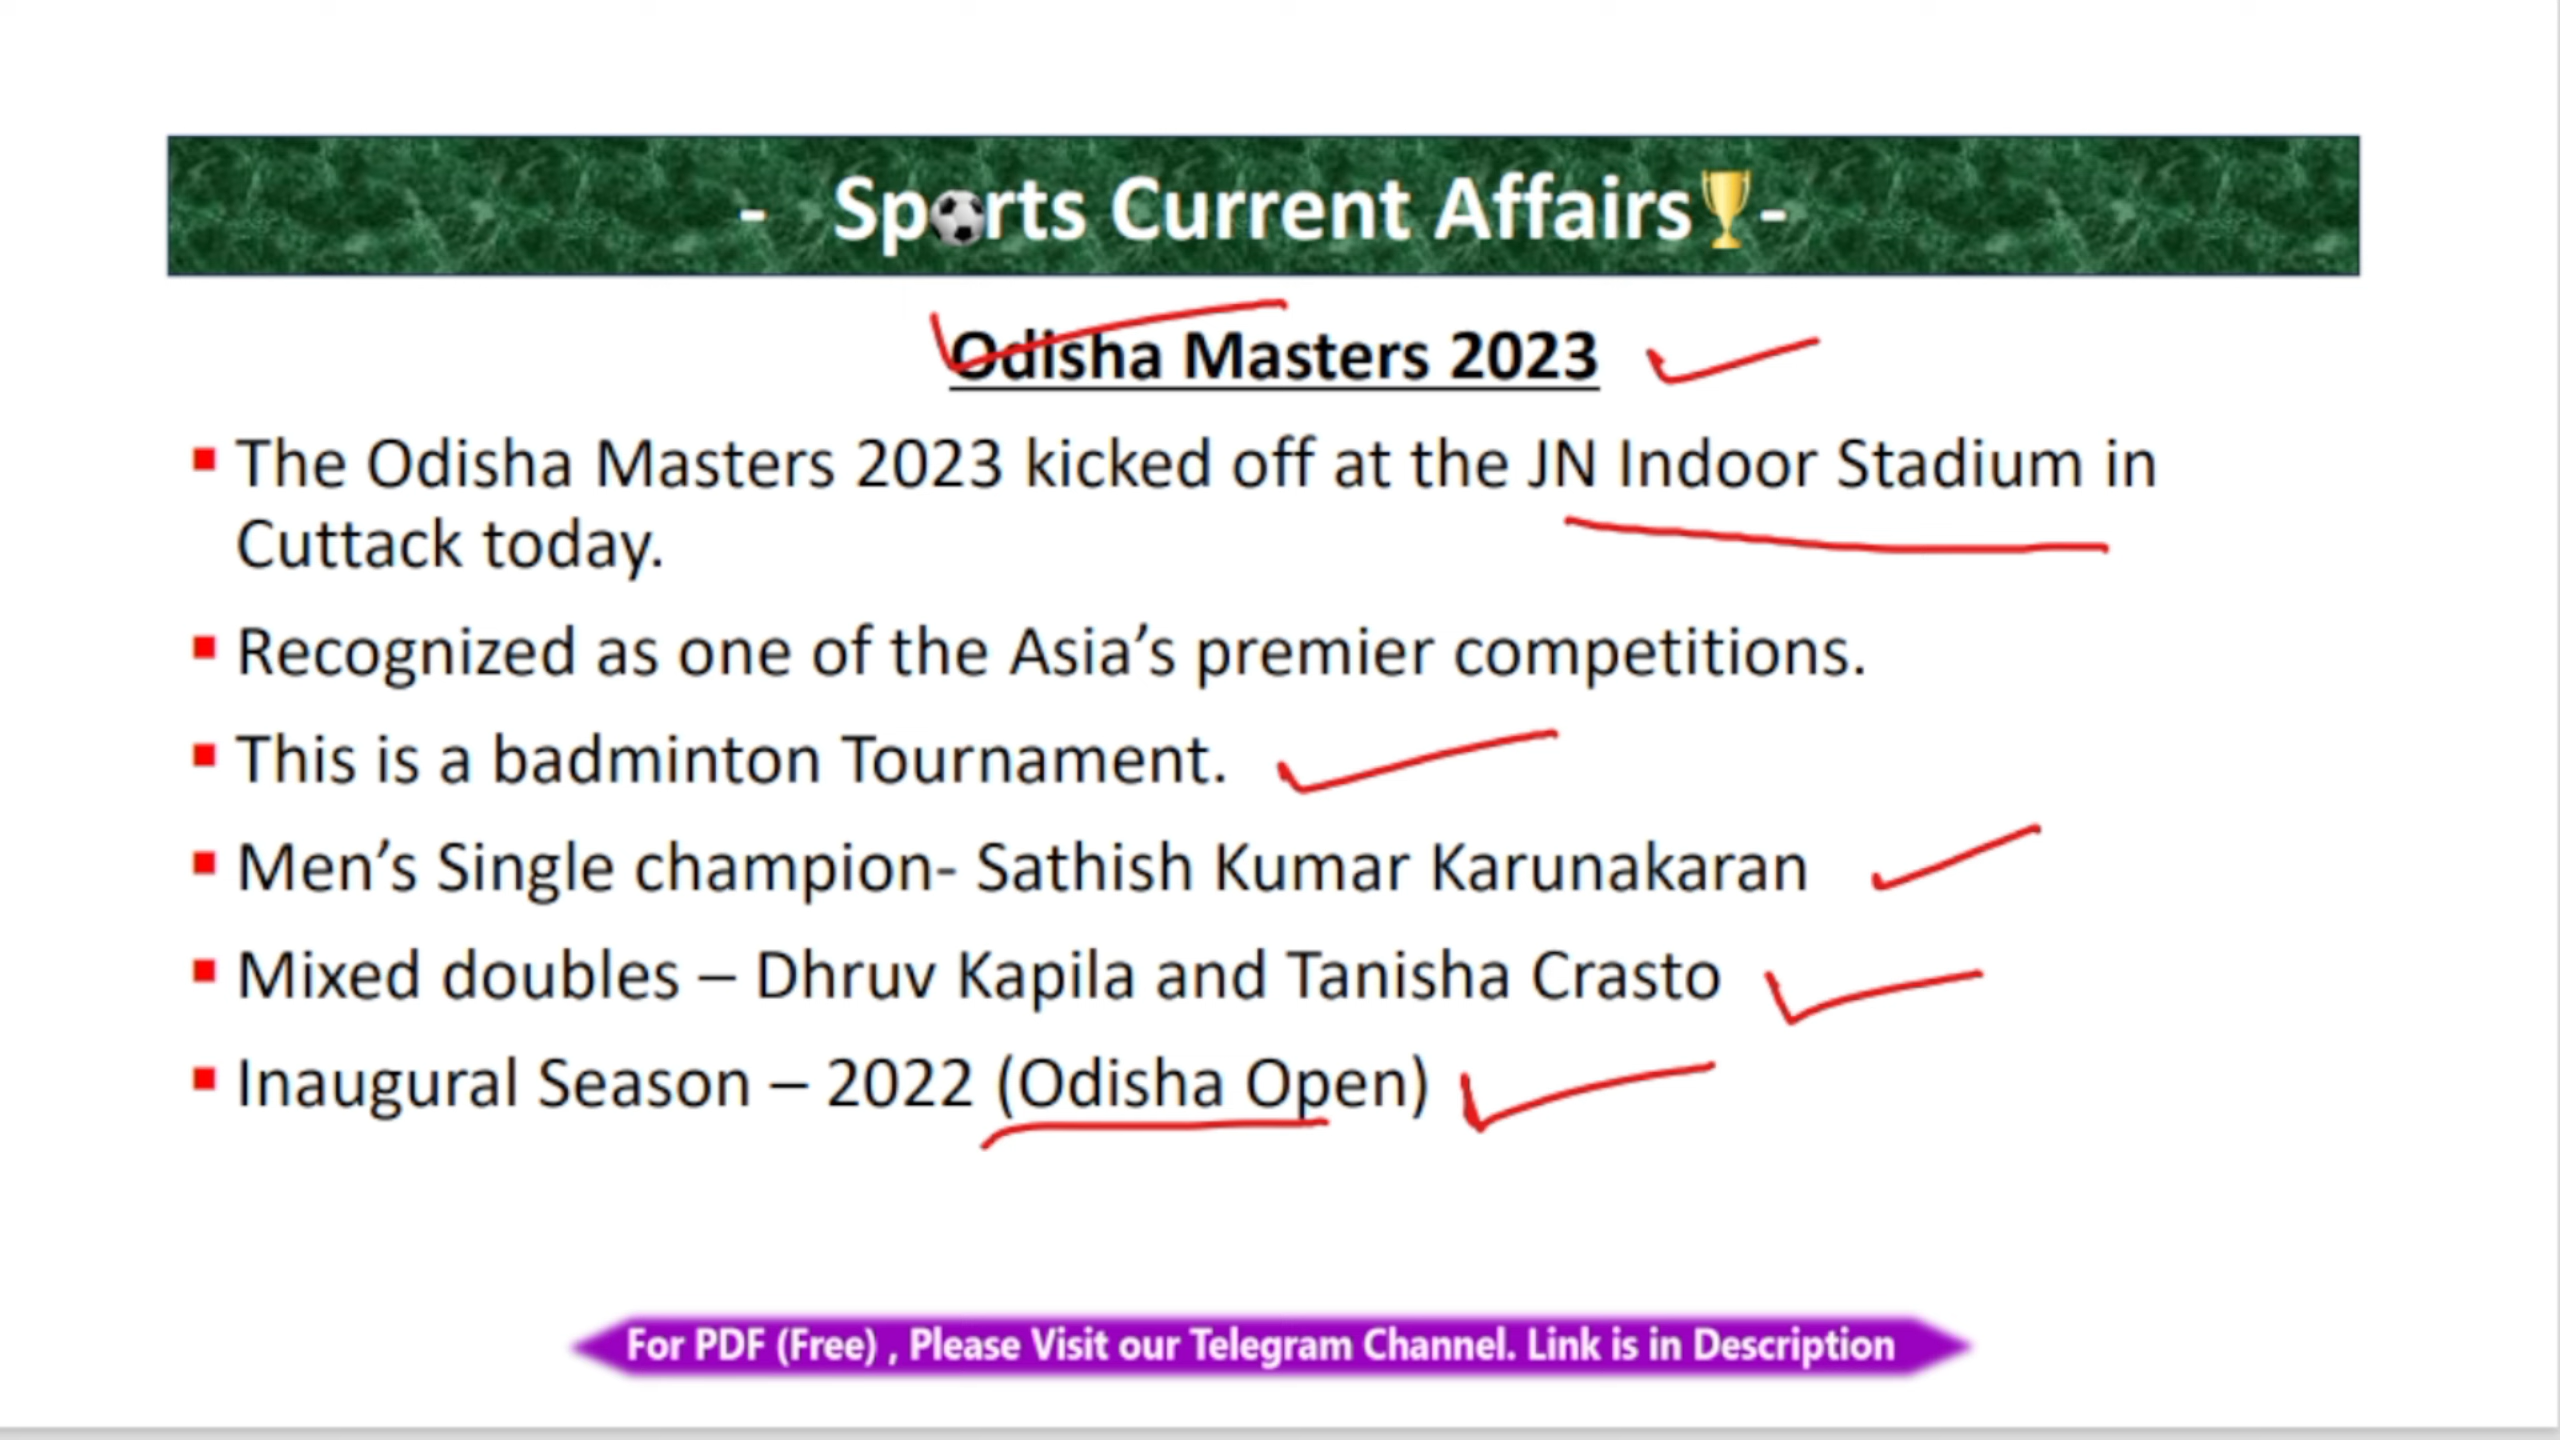 - Sports Current Affairs🏆-
Odisha Masters 2023
▪ The Odisha Masters 2023 kicked off at the JN Indoor Stadium in
Cuttack today.
▪ Recognized as one of the Asia’s premier competitions.
▪ This is a badminton Tournament.
▪ Men’s Single champion- Sathish Kumar Karunakaran
▪ Mixed doubles – Dhruv Kapila and Tanisha Crasto
▪ Inaugural Season – 2022 (Odisha Open)
For PDF (Free) , Please Visit our Telegram Channel. Link is in Description